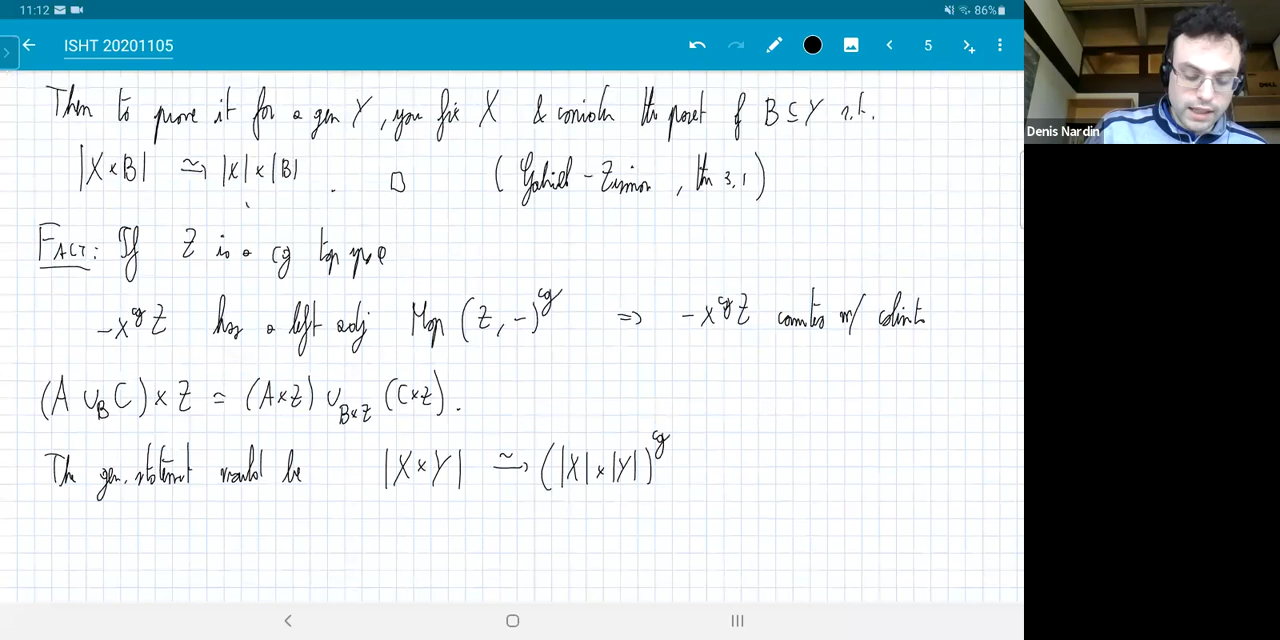 11:12
86%
ISHT 20201105
5
Then to prove it for a gen Y, you fix X & consider the poset of B ⊆ Y s.t.
|X×B| ≃→ |X|×|B| . □ (Gabriel - Zisman, thm 3.1)
FACT: If Z is a cg top space
-×^cg Z has a left adj Map (Z, -)^cg ⇒ -×^cg Z commutes w/ colimits
(A ∪_B C) × Z = (A×Z) ∪_{B×Z} (C×Z).
The gen. statement would be |X×Y| ≃→ (|X|×|Y|)^cg
Denis Nardin